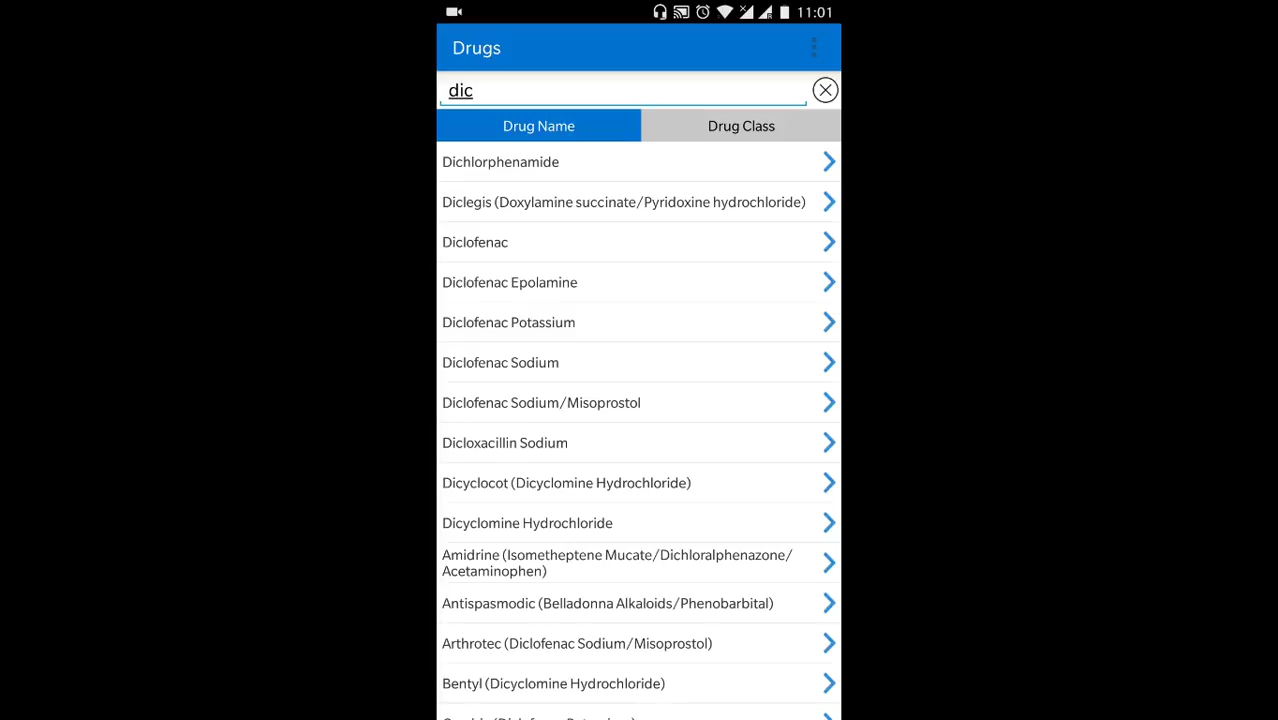 11:01
Drugs
dic
Drug Name
Drug Class
Dichlorphenamide
Diclegis (Doxylamine succinate/Pyridoxine hydrochloride)
Diclofenac
Diclofenac Epolamine
Diclofenac Potassium
Diclofenac Sodium
Diclofenac Sodium/Misoprostol
Dicloxacillin Sodium
Dicyclocot (Dicyclomine Hydrochloride)
Dicyclomine Hydrochloride
Amidrine (Isometheptene Mucate/Dichloralphenazone/
Acetaminophen)
Antispasmodic (Belladonna Alkaloids/Phenobarbital)
Arthrotec (Diclofenac Sodium/Misoprostol)
Bentyl (Dicyclomine Hydrochloride)